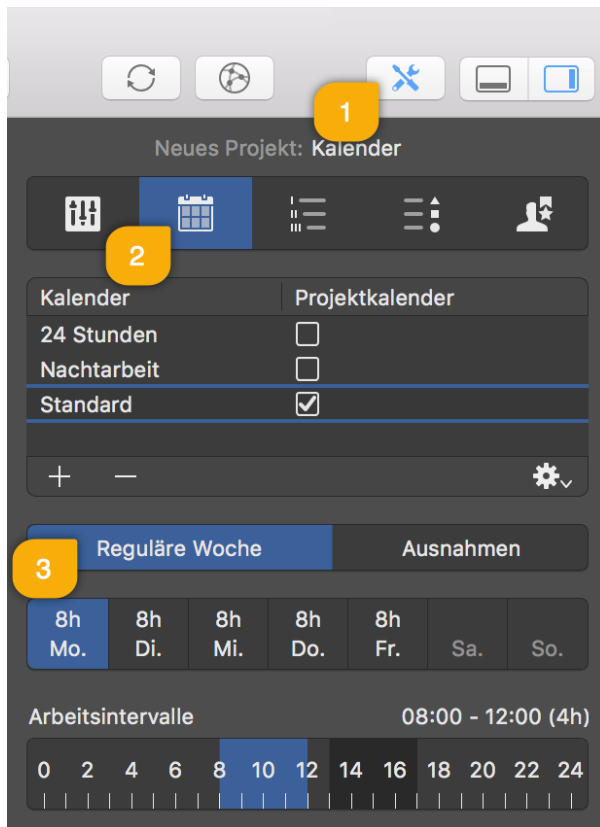 1
Neues Projekt: Kalender
2
Kalender Projektkalender
24 Stunden
Nachtarbeit
Standard
Reguläre Woche Ausnahmen
3
8h 8h 8h 8h 8h
Mo. Di. Mi. Do. Fr. Sa. So.
Arbeitsintervalle 08:00 - 12:00 (4h)
0 2 4 6 8 10 12 14 16 18 20 22 24